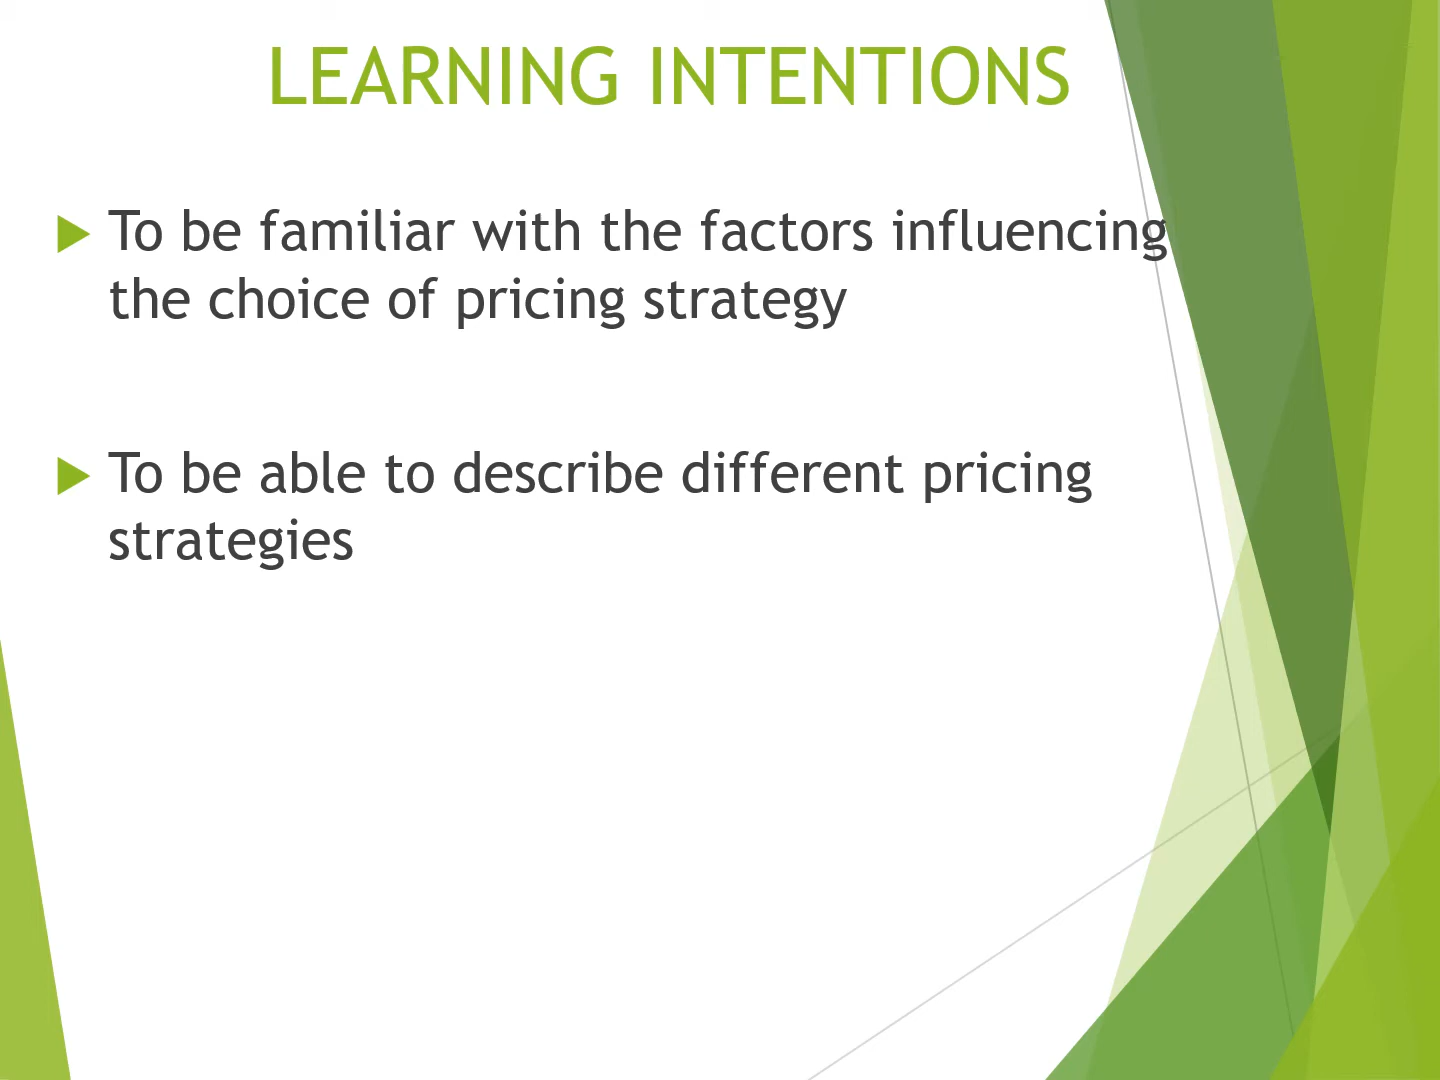 LEARNING INTENTIONS
To be familiar with the factors influencing
the choice of pricing strategy
To be able to describe different pricing
strategies